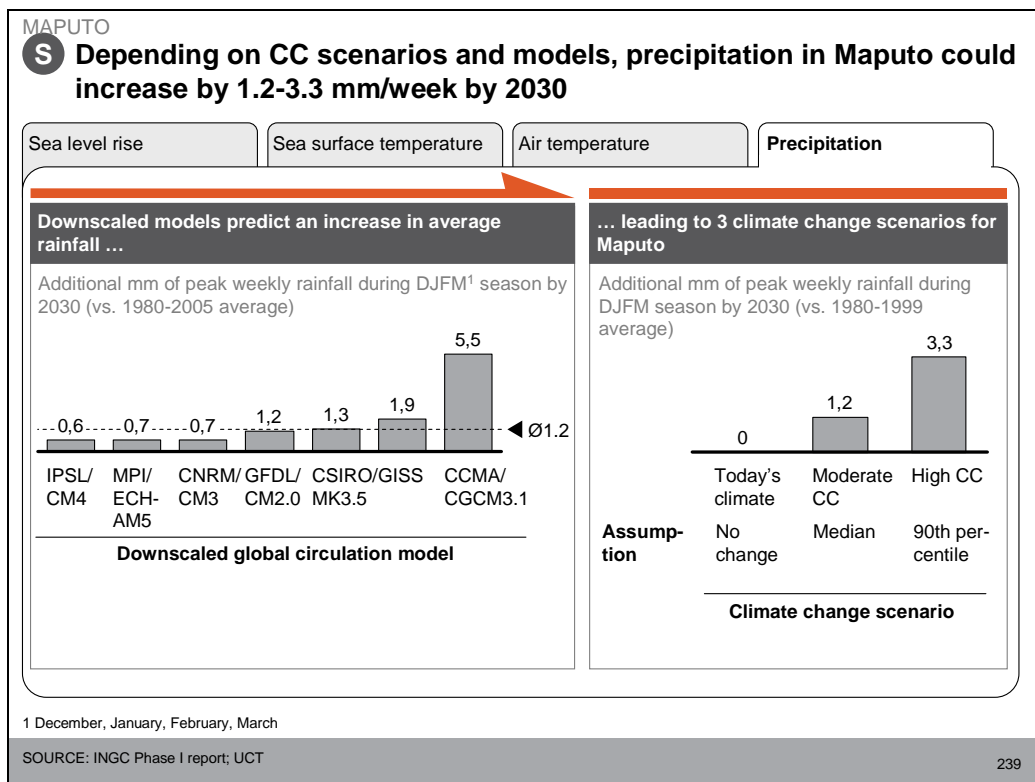 MAPUTO
S Depending on CC scenarios and models, precipitation in Maputo could
increase by 1.2-3.3 mm/week by 2030
Sea level rise
Sea surface temperature
Air temperature
Precipitation
Downscaled models predict an increase in average
rainfall …
Additional mm of peak weekly rainfall during DJFM1 season by
2030 (vs. 1980-2005 average)
0,6
0,7
0,7
1,2
1,3
1,9
5,5
Ø1.2
IPSL/
CM4
MPI/
ECH-
AM5
CNRM/
CM3
GFDL/
CM2.0
CSIRO/
MK3.5
GISS
CCMA/
CGCM3.1
Downscaled global circulation model
… leading to 3 climate change scenarios for
Maputo
Additional mm of peak weekly rainfall during
DJFM season by 2030 (vs. 1980-1999
average)
0
1,2
3,3
Today's
climate
Moderate
CC
High CC
Assump-
tion
No
change
Median
90th per-
centile
Climate change scenario
1 December, January, February, March
SOURCE: INGC Phase I report; UCT
239